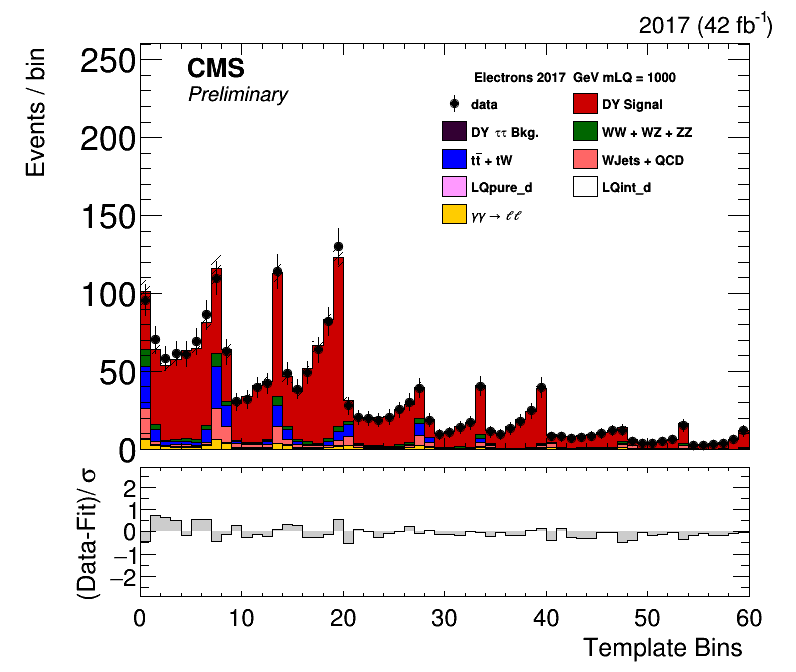 2017 (42 fb⁻¹)
CMS
Preliminary
Electrons 2017 GeV mLQ = 1000
data
DY Signal
DY ττ Bkg.
WW + WZ + ZZ
tt̄ + tW
WJets + QCD
LQpure_d
LQint_d
γγ → ℓℓ
Events / bin
250
200
150
100
50
0
(Data-Fit)/ σ
2
1
0
−1
−2
0 10 20 30 40 50 60
Template Bins